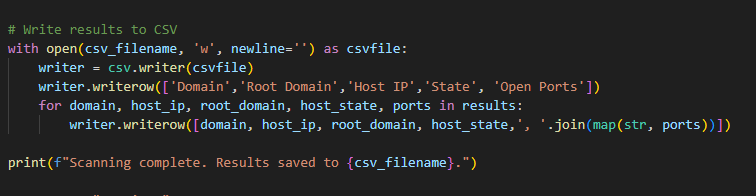 # Write results to CSV
with open(csv_filename, 'w', newline='') as csvfile:
    writer = csv.writer(csvfile)
    writer.writerow(['Domain','Root Domain','Host IP','State', 'Open Ports'])
    for domain, host_ip, root_domain, host_state, ports in results:
        writer.writerow([domain, host_ip, root_domain, host_state,', '.join(map(str, ports))])
print(f"Scanning complete. Results saved to {csv_filename}.")